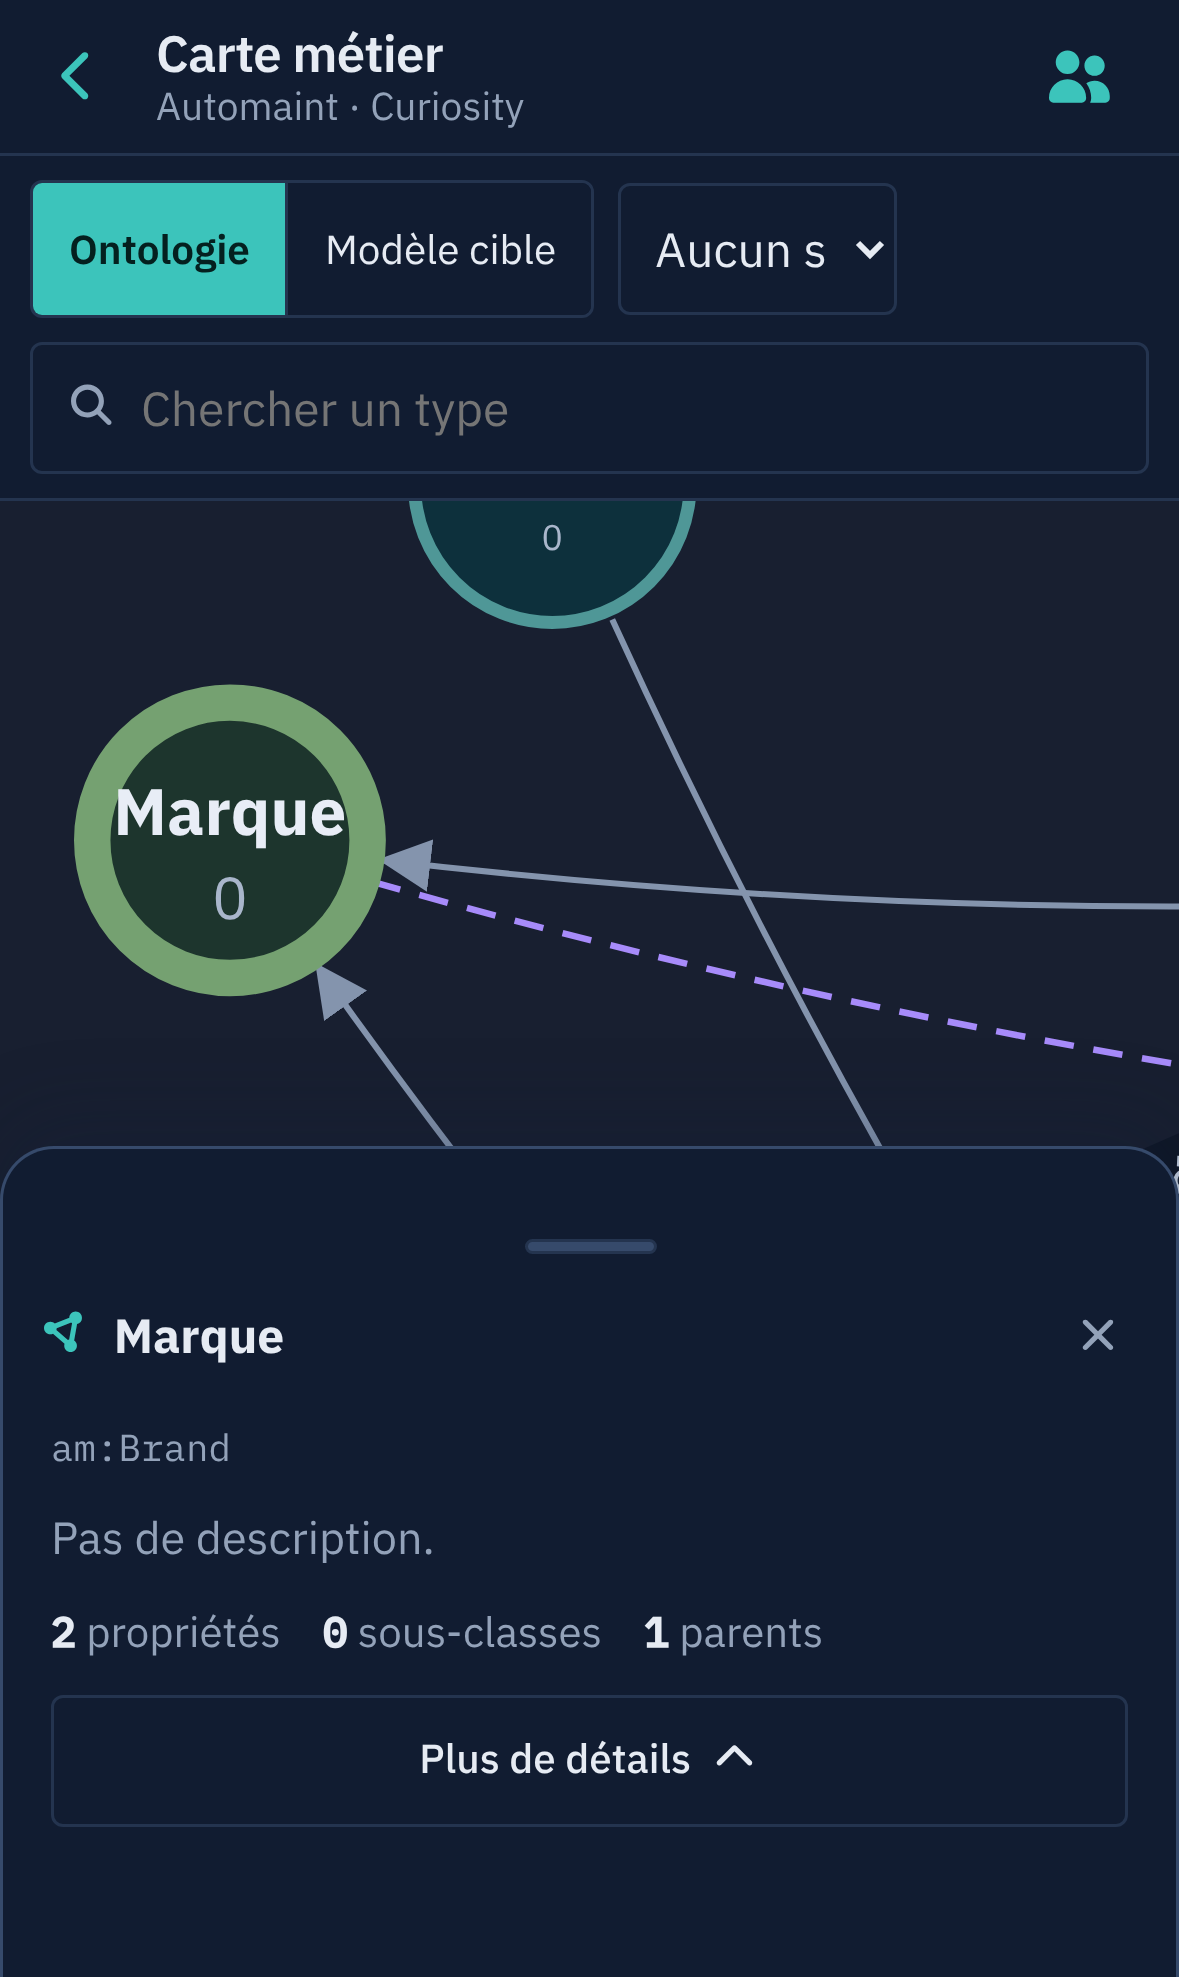 Carte métier
Automaint · Curiosity
Ontologie
Modèle cible
Aucun s
Chercher un type
0
Marque
0
Marque
am:Brand
Pas de description.
2 propriétés 0 sous-classes 1 parents
Plus de détails